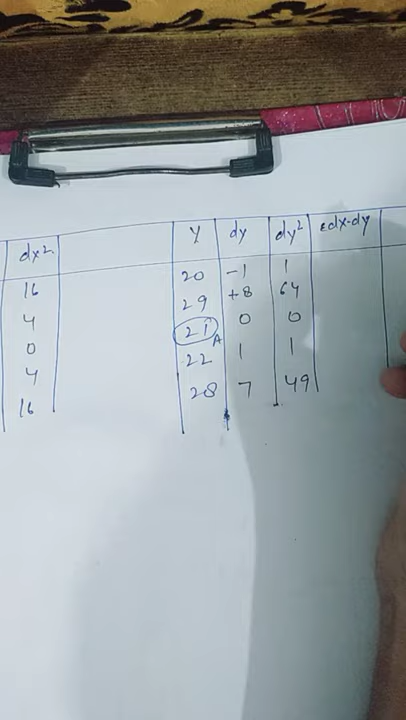 dx² Y dy dy² εdx-dy
16 20 -1 1
4 29 +8 64
0 21 A 0 0
4 22 1 1
16 28 7 49